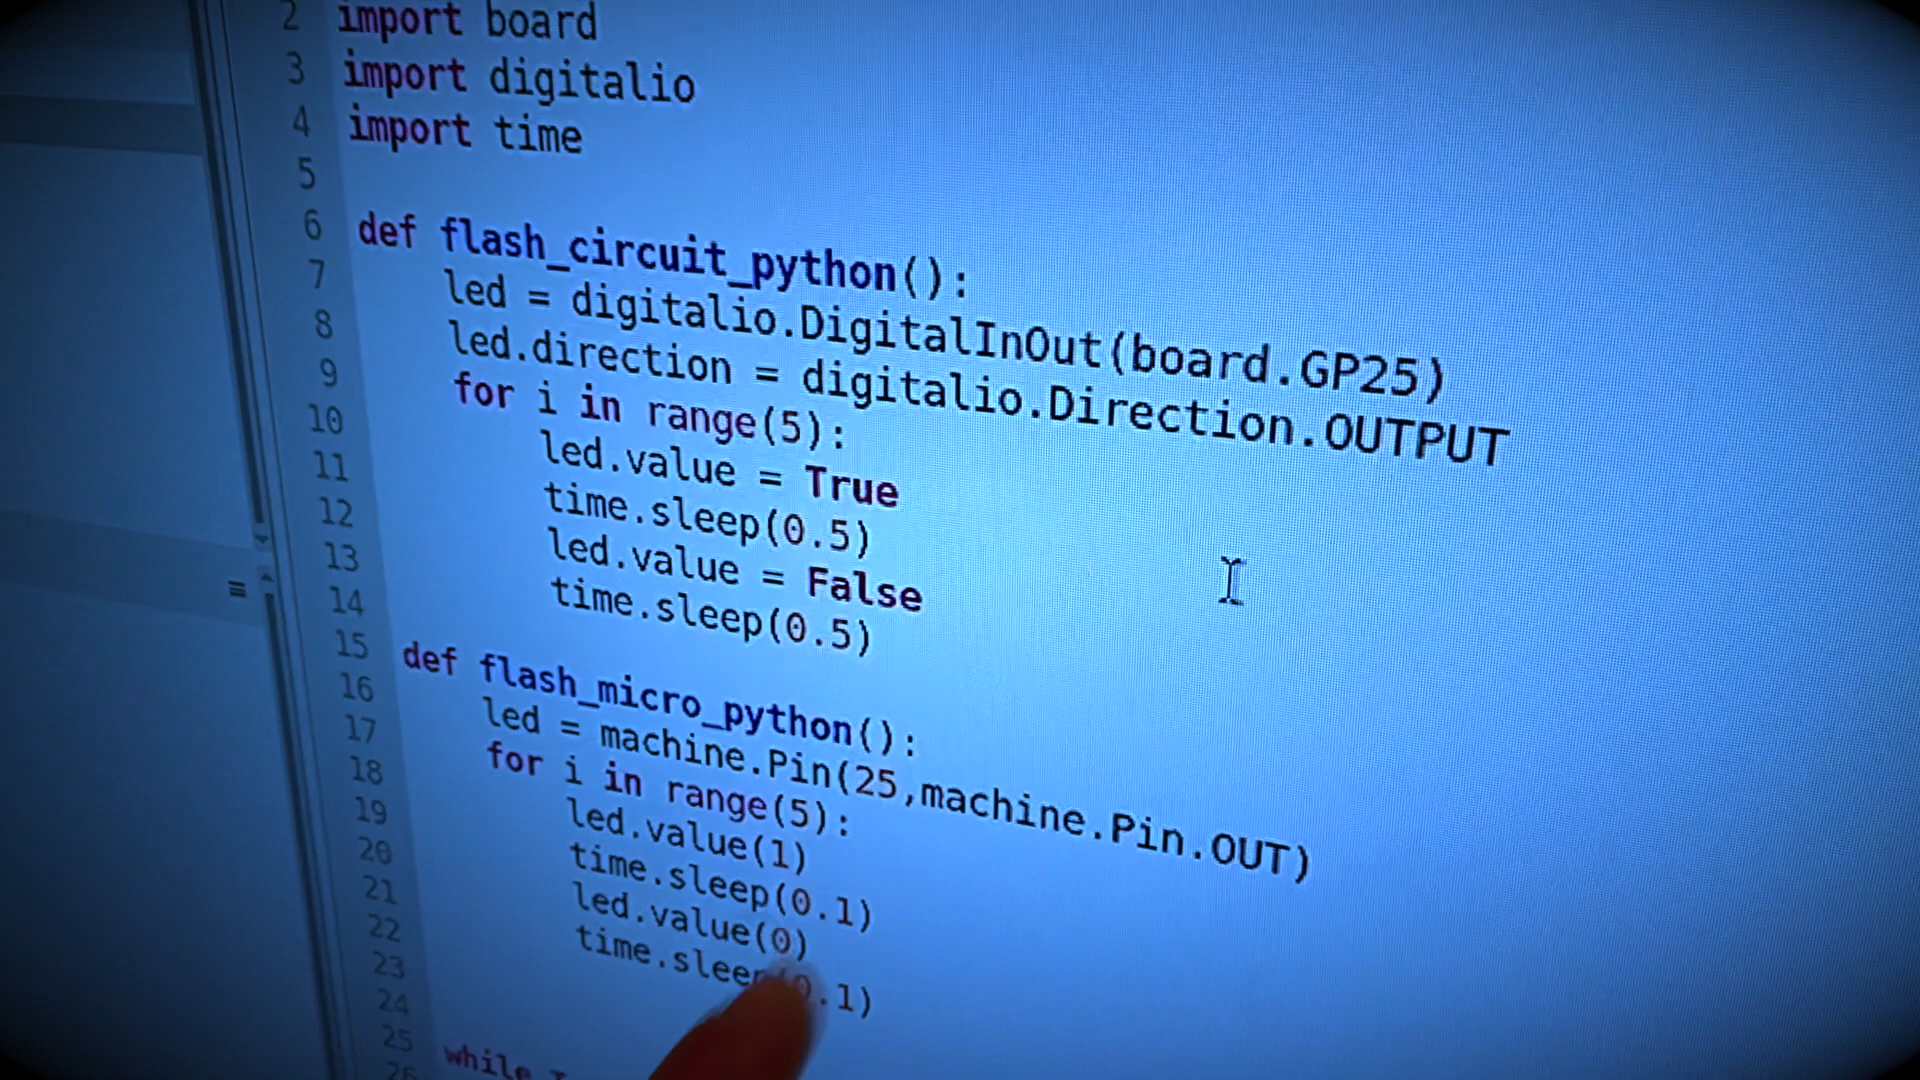 2 import board
3 import digitalio
4 import time
5
6 def flash_circuit_python():
7 led = digitalio.DigitalInOut(board.GP25)
8 led.direction = digitalio.Direction.OUTPUT
9 for i in range(5):
10 led.value = True
11 time.sleep(0.5)
12 led.value = False
13 time.sleep(0.5)
14
15 def flash_micro_python():
16 led = machine.Pin(25,machine.Pin.OUT)
17 for i in range(5):
18 led.value(1)
19 time.sleep(0.1)
20 led.value(0)
21 time.sleep(0.1)
22
23
24
25 while
26